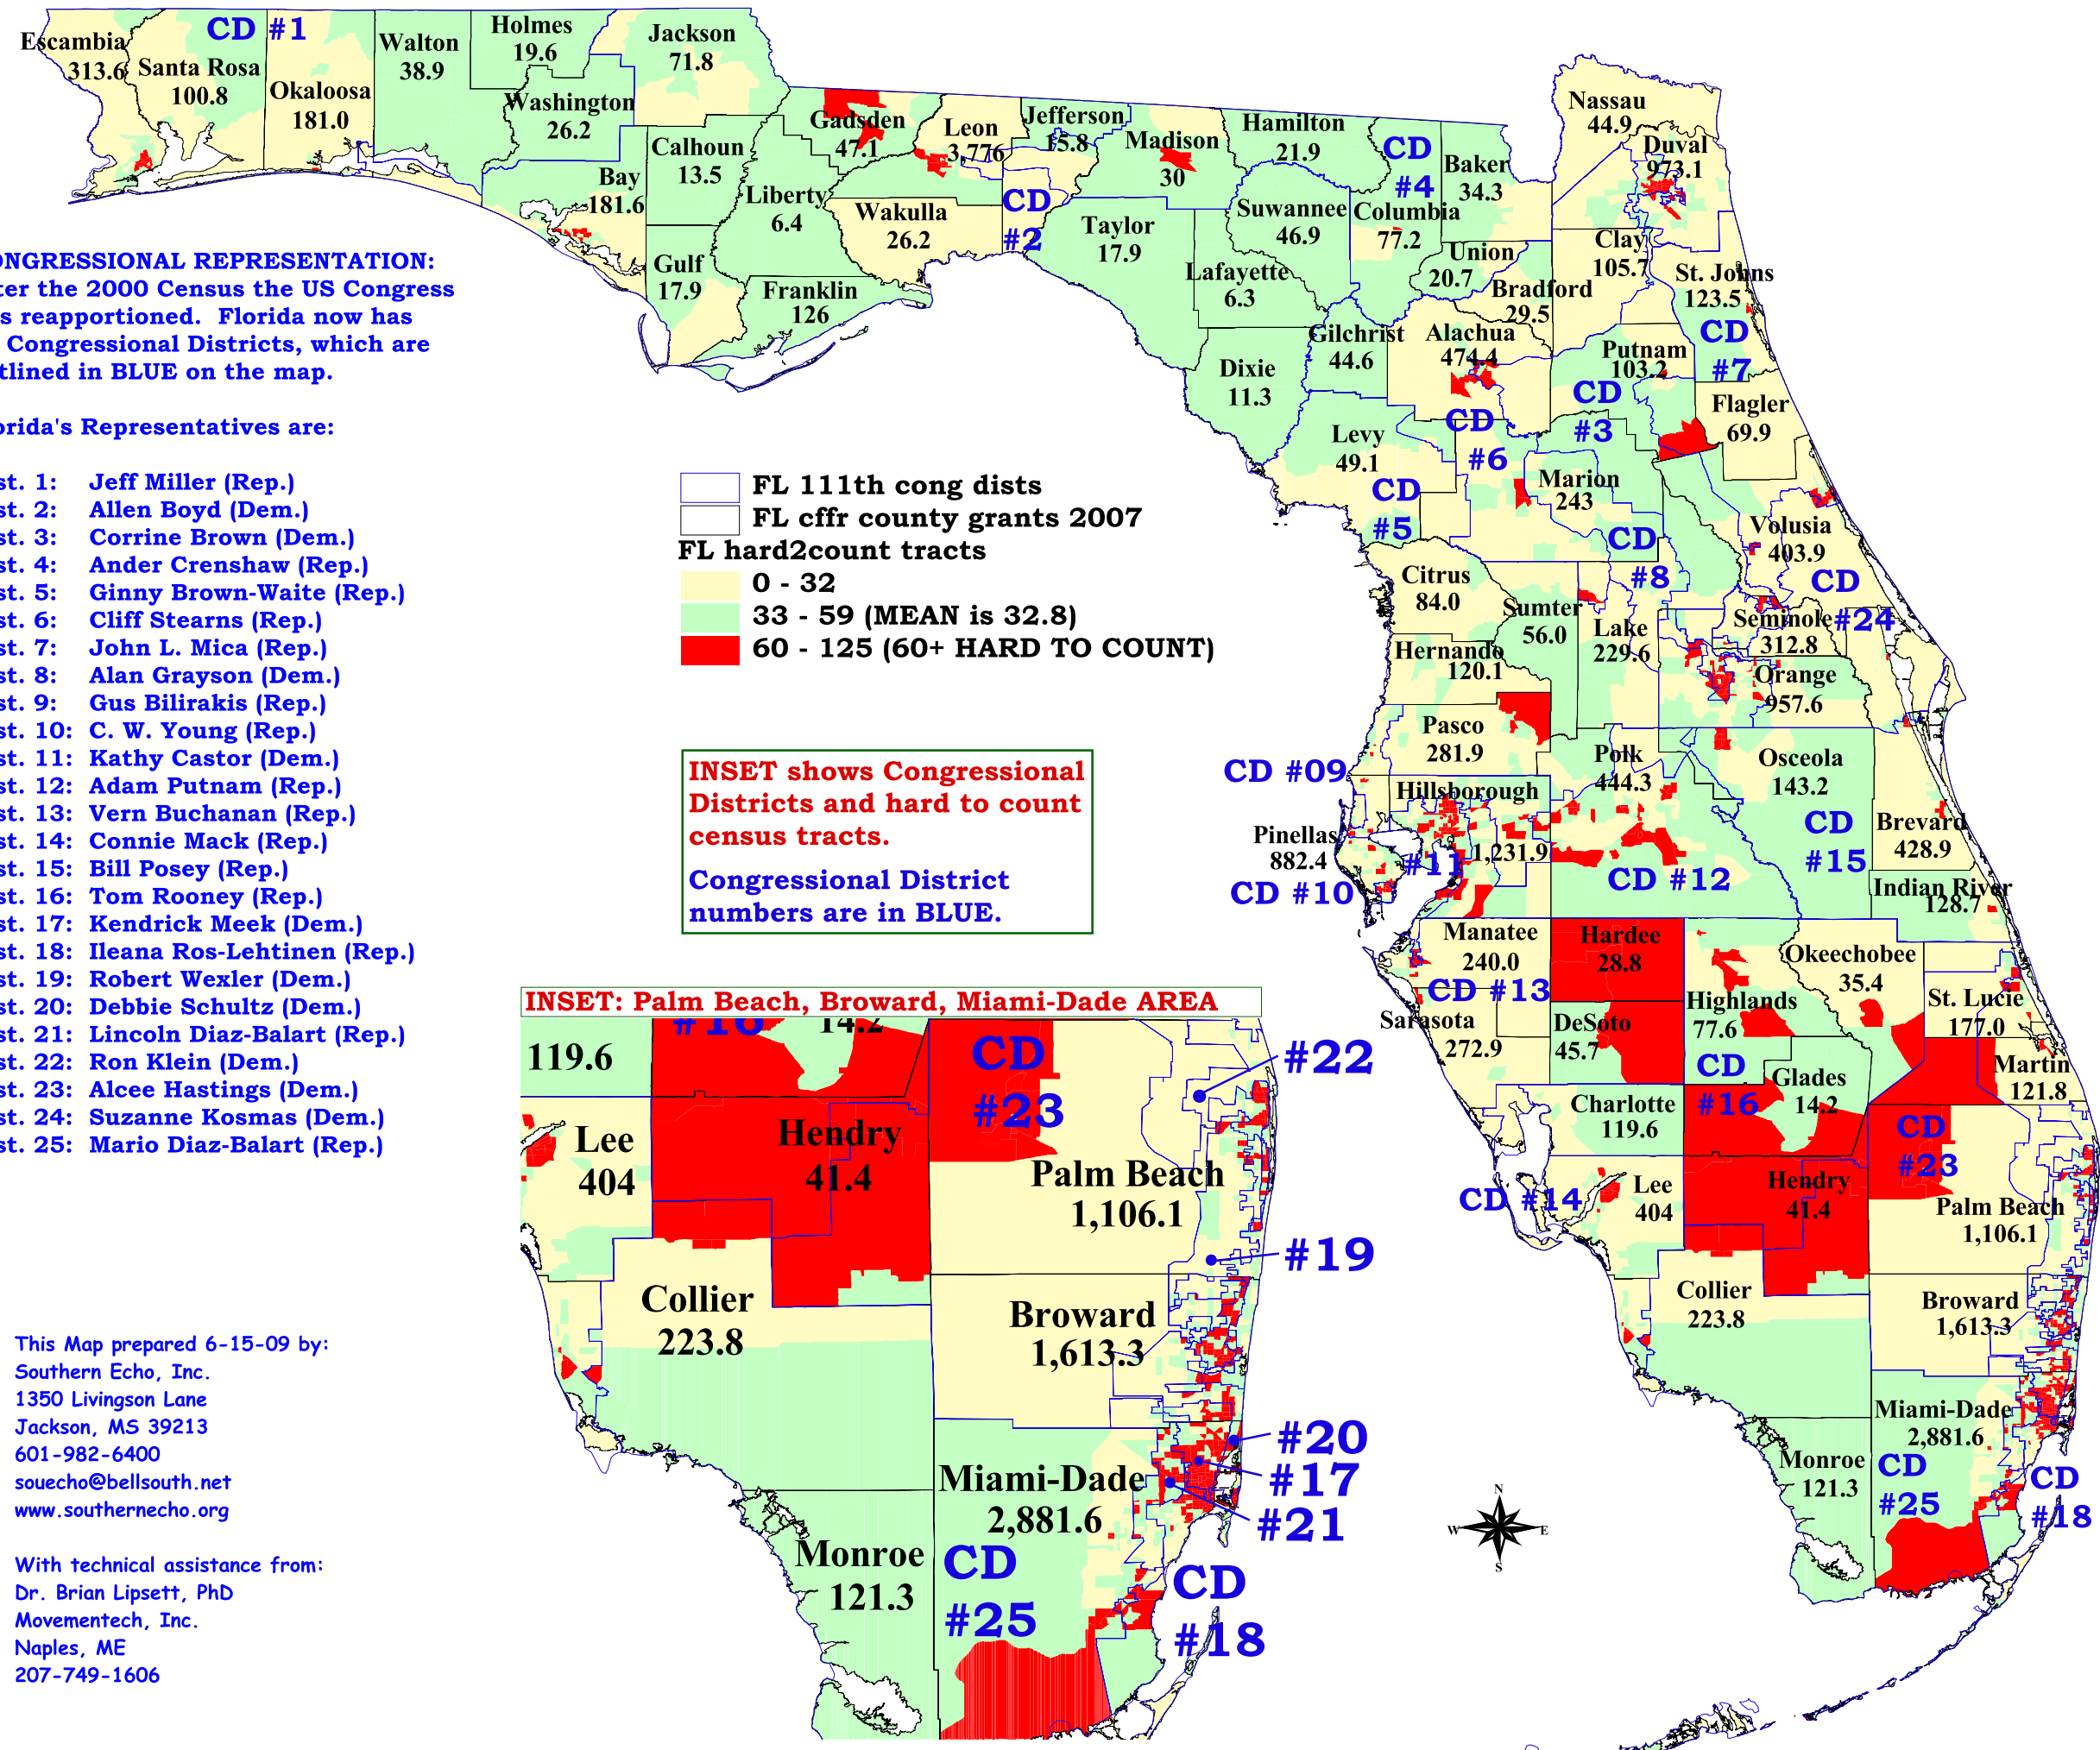 CD #1
Escambia
313.6
Santa Rosa
100.8
Okaloosa
181.0
Walton
38.9
Holmes
19.6
Washington
26.2
Jackson
71.8
Bay
181.6
Calhoun
13.5
Gulf
17.9
Liberty
6.4
Franklin
126
Gadsden
47.1
Leon
3,776
Wakulla
26.2
Jefferson
15.8
CD
#2
Madison
30
Taylor
17.9
Hamilton
21.9
Suwannee
46.9
Lafayette
6.3
Dixie
11.3
CD
#4
Columbia
77.2
Baker
34.3
Union
20.7
Bradford
29.5
Gilchrist
44.6
Alachua
474.4
Nassau
44.9
Duval
973.1
Clay
105.7
St. Johns
123.5
CD
#7
Putnam
103.2
CD
#3
Flagler
69.9
Levy
49.1
CD
#6
CD
#5
Marion
243
CD
#8
Volusia
403.9
CD
#24
Citrus
84.0
Sumter
56.0
Lake
229.6
Seminole
312.8
Orange
957.6
Hernando
120.1
Pasco
281.9
CD #09
Hillsborough
1,231.9
Pinellas
882.4
#11
CD #10
Polk
444.3
CD #12
Osceola
143.2
CD
#15
Brevard
428.9
Indian River
128.7
Manatee
240.0
CD #13
Hardee
28.8
Okeechobee
35.4
Highlands
77.6
St. Lucie
177.0
Sarasota
272.9
DeSoto
45.7
CD
#16
Glades
14.2
Martin
121.8
Charlotte
119.6
CD
#23
CD #14
Lee
404
Hendry
41.4
Palm Beach
1,106.1
Collier
223.8
Broward
1,613.3
Miami-Dade
2,881.6
Monroe
121.3
CD
#25
CD
#18
N
W
E
S
ONGRESSIONAL REPRESENTATION:
ter the 2000 Census the US Congress
s reapportioned.  Florida now has
Congressional Districts, which are
tlined in BLUE on the map.
orida's Representatives are:
st. 1: Jeff Miller (Rep.)
st. 2: Allen Boyd (Dem.)
st. 3: Corrine Brown (Dem.)
st. 4: Ander Crenshaw (Rep.)
st. 5: Ginny Brown-Waite (Rep.)
st. 6: Cliff Stearns (Rep.)
st. 7: John L. Mica (Rep.)
st. 8: Alan Grayson (Dem.)
st. 9: Gus Bilirakis (Rep.)
st. 10: C. W. Young (Rep.)
st. 11: Kathy Castor (Dem.)
st. 12: Adam Putnam (Rep.)
st. 13: Vern Buchanan (Rep.)
st. 14: Connie Mack (Rep.)
st. 15: Bill Posey (Rep.)
st. 16: Tom Rooney (Rep.)
st. 17: Kendrick Meek (Dem.)
st. 18: Ileana Ros-Lehtinen (Rep.)
st. 19: Robert Wexler (Dem.)
st. 20: Debbie Schultz (Dem.)
st. 21: Lincoln Diaz-Balart (Rep.)
st. 22: Ron Klein (Dem.)
st. 23: Alcee Hastings (Dem.)
st. 24: Suzanne Kosmas (Dem.)
st. 25: Mario Diaz-Balart (Rep.)
FL 111th cong dists
FL cffr county grants 2007
FL hard2count tracts
0 - 32
33 - 59 (MEAN is 32.8)
60 - 125 (60+ HARD TO COUNT)
INSET shows Congressional
Districts and hard to count
census tracts.
Congressional District
numbers are in BLUE.
INSET: Palm Beach, Broward, Miami-Dade AREA
#16
14.2
119.6
CD
#23
#22
Lee
404
Hendry
41.4
Palm Beach
1,106.1
#19
Collier
223.8
Broward
1,613.3
#20
#17
#21
Miami-Dade
2,881.6
Monroe
121.3
CD
#25
CD
#18
This Map prepared 6-15-09 by:
Southern Echo, Inc.
1350 Livingson Lane
Jackson, MS 39213
601-982-6400
souecho@bellsouth.net
www.southernecho.org
With technical assistance from:
Dr. Brian Lipsett, PhD
Movementech, Inc.
Naples, ME
207-749-1606